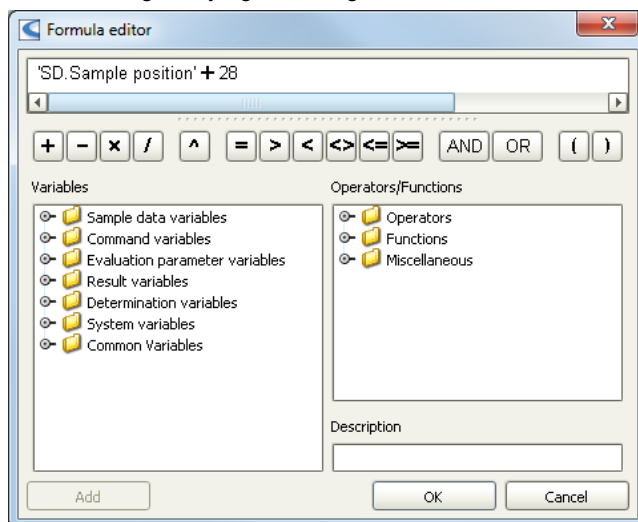 Formula editor
'SD.Sample position' + 28
+ - × / ^ = > < <> <= >= AND OR ( )
Variables
Sample data variables
Command variables
Evaluation parameter variables
Result variables
Determination variables
System variables
Common Variables
Operators/Functions
Operators
Functions
Miscellaneous
Description
Add
OK
Cancel